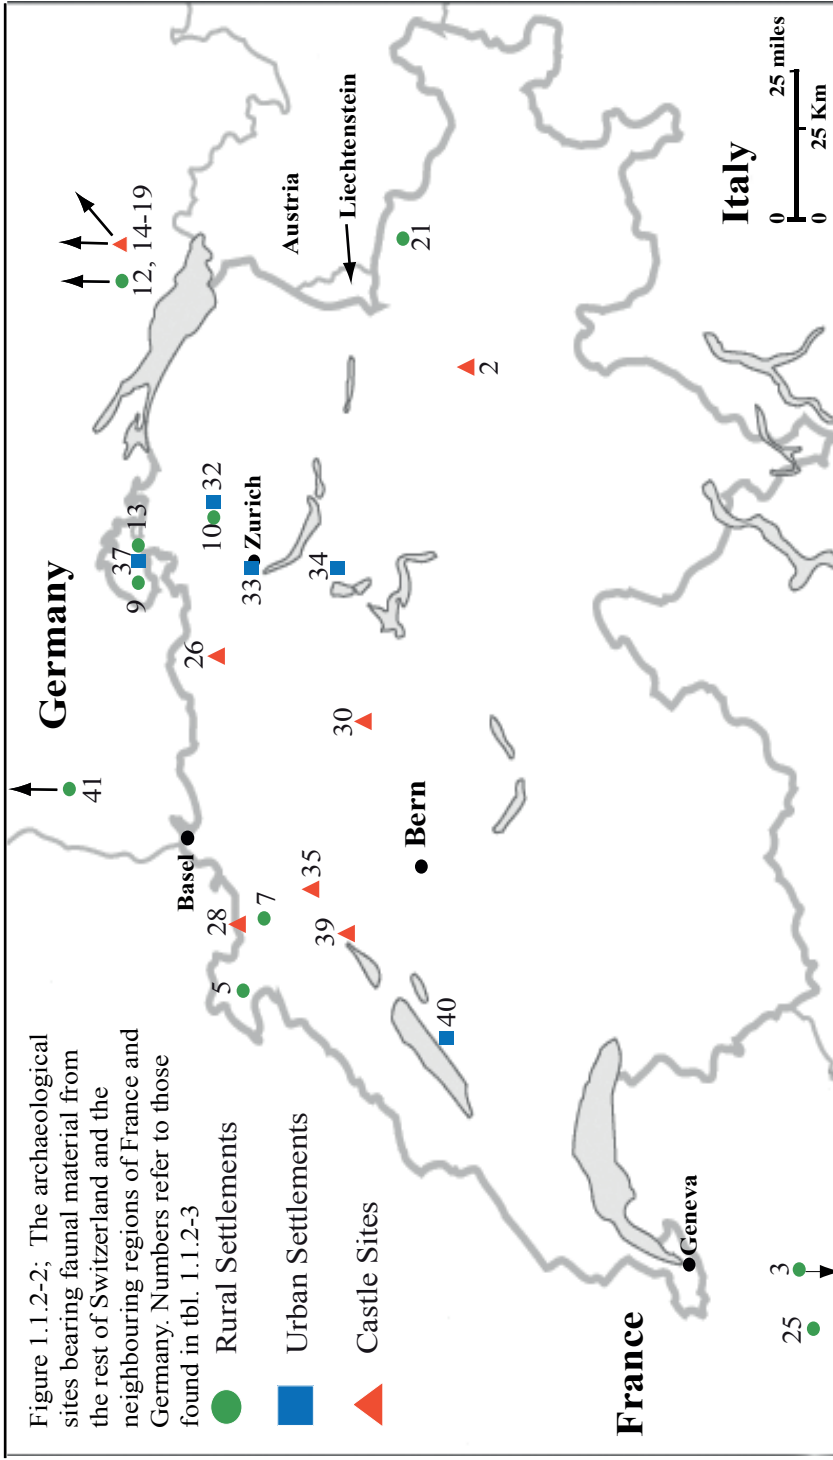 Figure 1.1.2-2; The archaeological
sites bearing faunal material from
the rest of Switzerland and the
neighbouring regions of France and
Germany. Numbers refer to those
found in tbl. 1.1.2-3
Rural Settlements
Urban Settlements
Castle Sites
Germany
41
12, 14-19
9
37
13
Basel
26
10
32
28
7
5
33
Zurich
Austria
35
39
30
34
Liechtenstein
21
Bern
40
2
France
Geneva
3
25
Italy
0
25 miles
0
25 Km